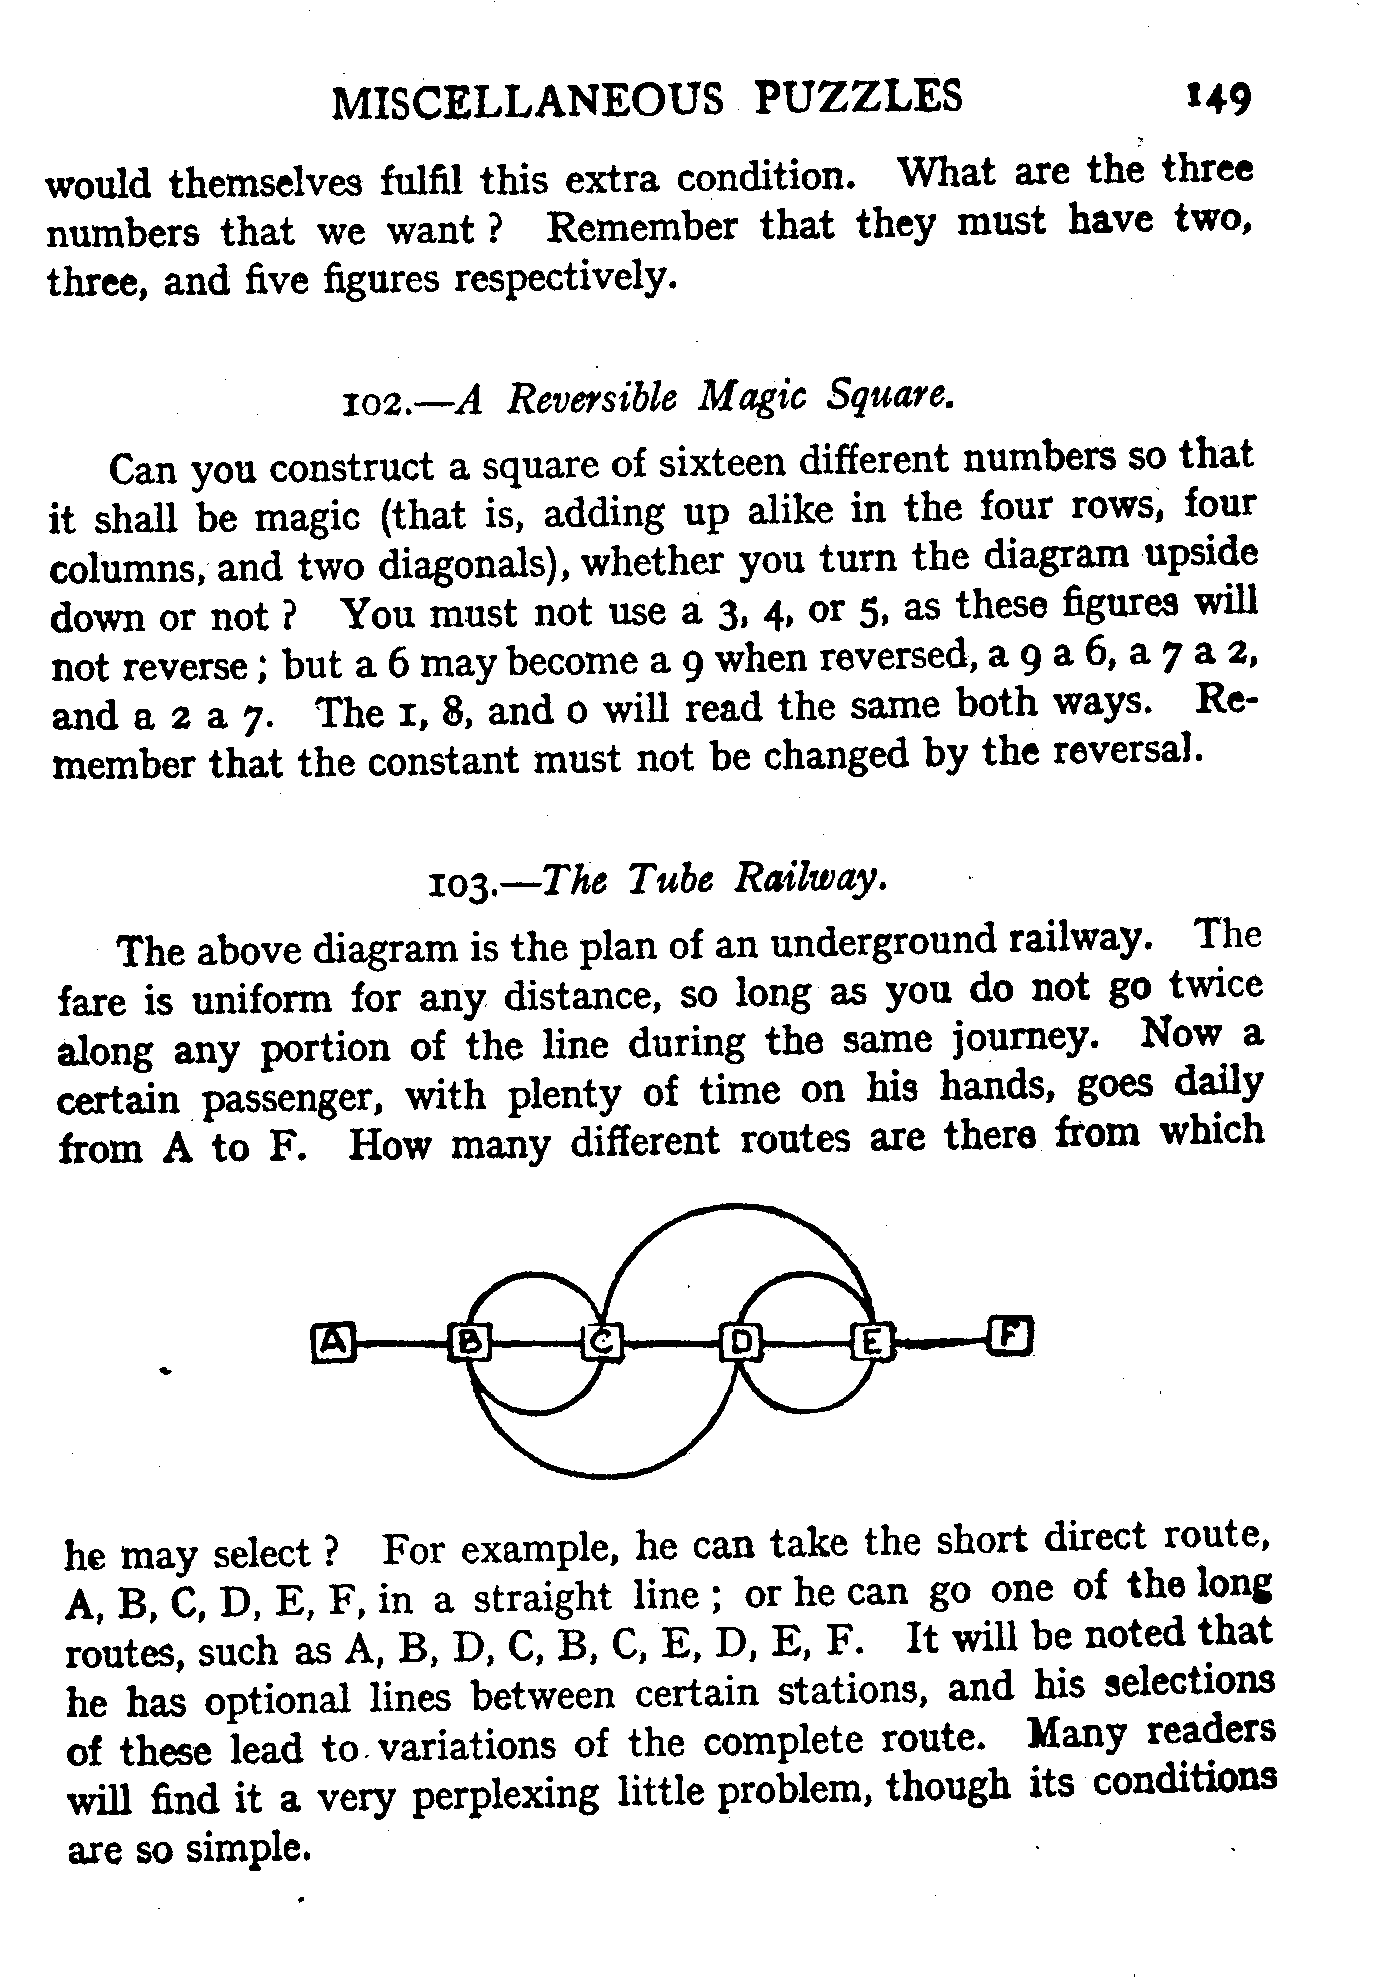 MISCELLANEOUS PUZZLES 149
would themselves fulfil this extra condition. What are the three
numbers that we want ? Remember that they must have two,
three, and five figures respectively.
102.—A Reversible Magic Square.
Can you construct a square of sixteen different numbers so that
it shall be magic (that is, adding up alike in the four rows, four
columns, and two diagonals), whether you turn the diagram upside
down or not ? You must not use a 3, 4, or 5, as these figures will
not reverse ; but a 6 may become a 9 when reversed, a 9 a 6, a 7 a 2,
and a 2 a 7. The 1, 8, and 0 will read the same both ways. Re-
member that the constant must not be changed by the reversal.
103.—The Tube Railway.
The above diagram is the plan of an underground railway. The
fare is uniform for any distance, so long as you do not go twice
along any portion of the line during the same journey. Now a
certain passenger, with plenty of time on his hands, goes daily
from A to F. How many different routes are there from which
A B C D E F
he may select ? For example, he can take the short direct route,
A, B, C, D, E, F, in a straight line ; or he can go one of the long
routes, such as A, B, D, C, B, C, E, D, E, F. It will be noted that
he has optional lines between certain stations, and his selections
of these lead to variations of the complete route. Many readers
will find it a very perplexing little problem, though its conditions
are so simple.